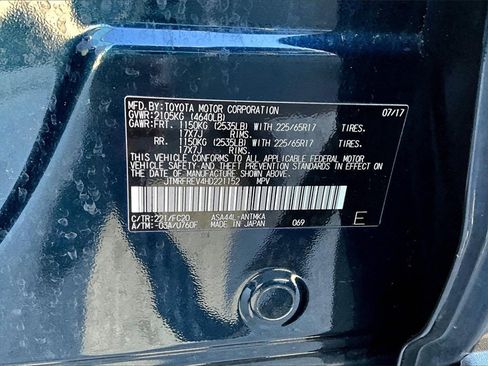 MFD.BY:TOYOTA MOTOR CORPORATION 07/17
GVWR:2105KG (4640LB)
GAWR:FRT. 1150KG (2535LB) WITH 225/65R17 TIRES.
17X7J RIMS.
RR. 1150KG (2535LB) WITH 225/65R17 TIRES.
17X7J RIMS.
THIS VEHICLE CONFORMS TO ALL APPLICABLE FEDERAL MOTOR
VEHICLE SAFETY AND THEFT PREVENTION STANDARDS IN EFFECT
ON THE DATE OF MANUFACTURE SHOWN ABOVE.
JTMRFREV4HD221152 MPV
C/TR:221/FC20 ASA44L-ANTMKA
A/TM:-03A/U760F MADE IN JAPAN 069 E